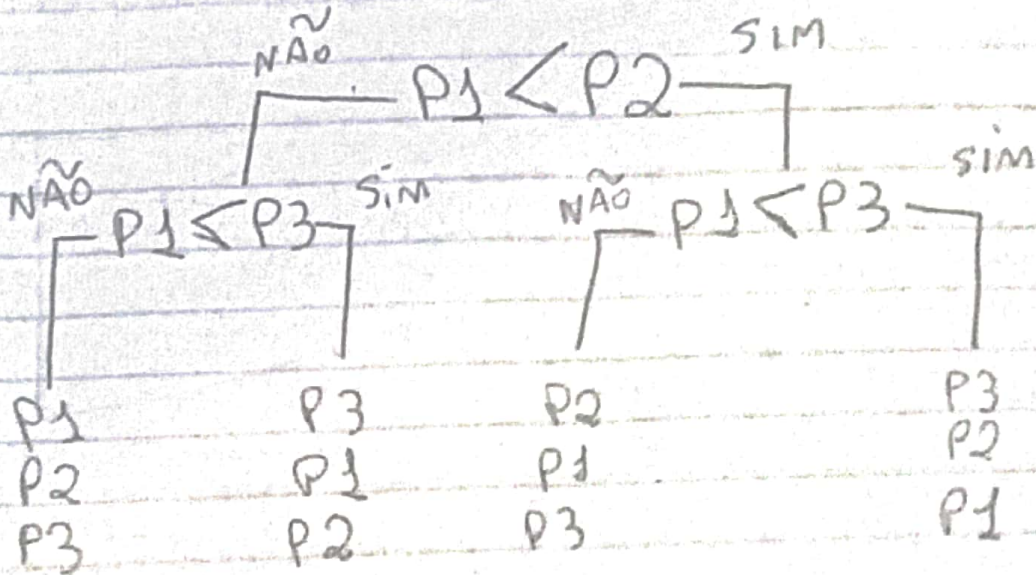 NÃO P1 < P2 SIM
NÃO P1 < P3 SIM NÃO P1 < P3 SIM
P1 P3 P2 P3
P2 P1 P1 P2
P3 P2 P3 P1